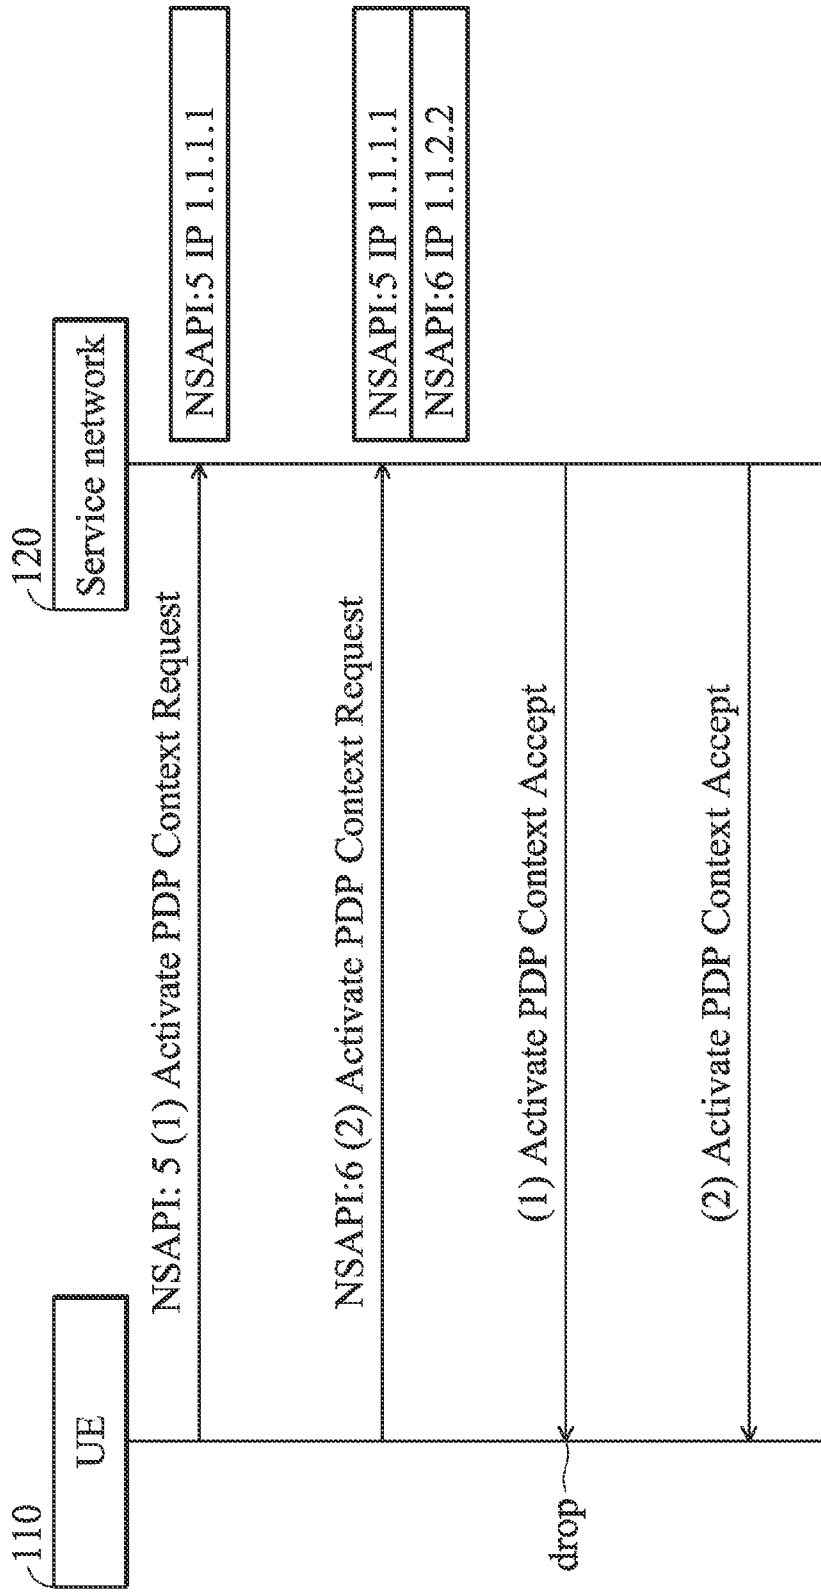 110
UE
120
Service network
NSAPI: 5 (1) Activate PDP Context Request
NSAPI:5 IP 1.1.1.1
NSAPI:6 (2) Activate PDP Context Request
NSAPI:5 IP 1.1.1.1
NSAPI:6 IP 1.1.2.2
(1) Activate PDP Context Accept
drop
(2) Activate PDP Context Accept